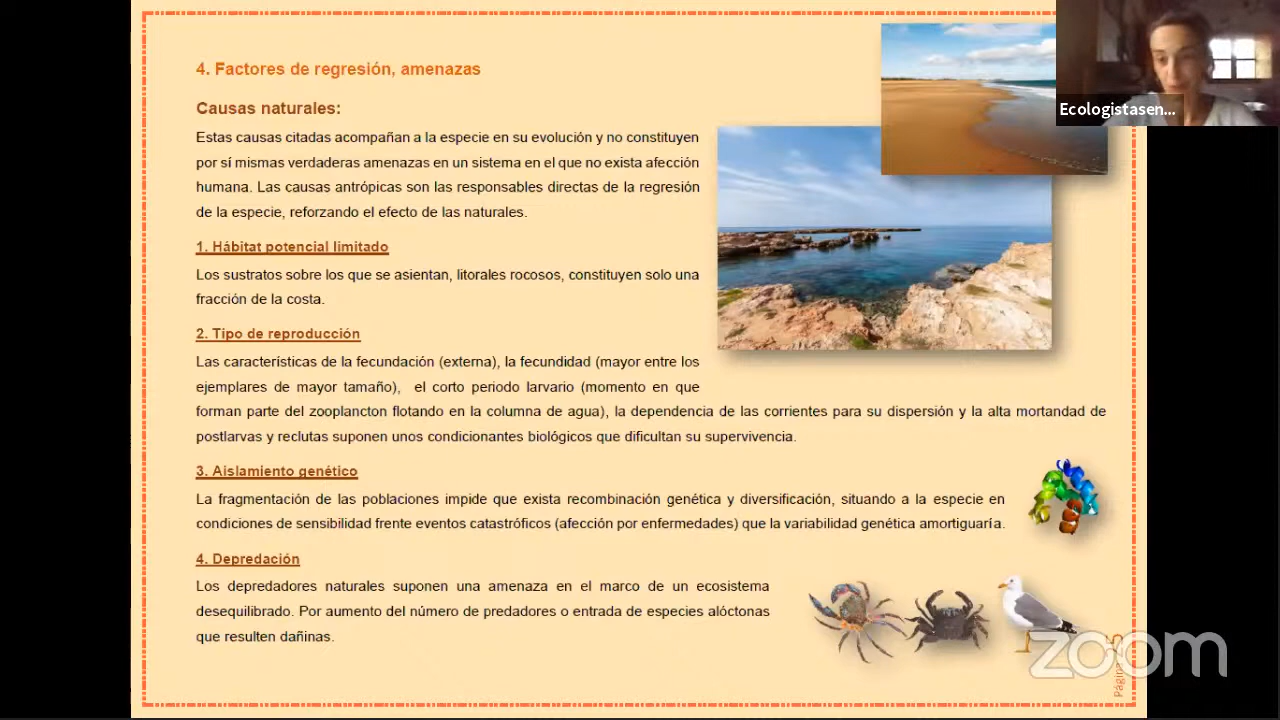 4. Factores de regresión, amenazas
Causas naturales:
Estas causas citadas acompañan a la especie en su evolución y no constituyen
por sí mismas verdaderas amenazas en un sistema en el que no exista afección
humana. Las causas antrópicas son las responsables directas de la regresión
de la especie, reforzando el efecto de las naturales.
1. Hábitat potencial limitado
Los sustratos sobre los que se asientan, litorales rocosos, constituyen solo una
fracción de la costa.
2. Tipo de reproducción
Las características de la fecundación (externa), la fecundidad (mayor entre los
ejemplares de mayor tamaño), el corto periodo larvario (momento en que
forman parte del zooplancton flotando en la columna de agua), la dependencia de las corrientes para su dispersión y la alta mortandad de
postlarvas y reclutas suponen unos condicionantes biológicos que dificultan su supervivencia.
3. Aislamiento genético
La fragmentación de las poblaciones impide que exista recombinación genética y diversificación, situando a la especie en
condiciones de sensibilidad frente eventos catastróficos (afección por enfermedades) que la variabilidad genética amortiguaría.
4. Depredación
Los depredadores naturales suponen una amenaza en el marco de un ecosistema
desequilibrado. Por aumento del número de predadores o entrada de especies alóctonas
que resulten dañinas.
Ecologistasen...
Página
zoom